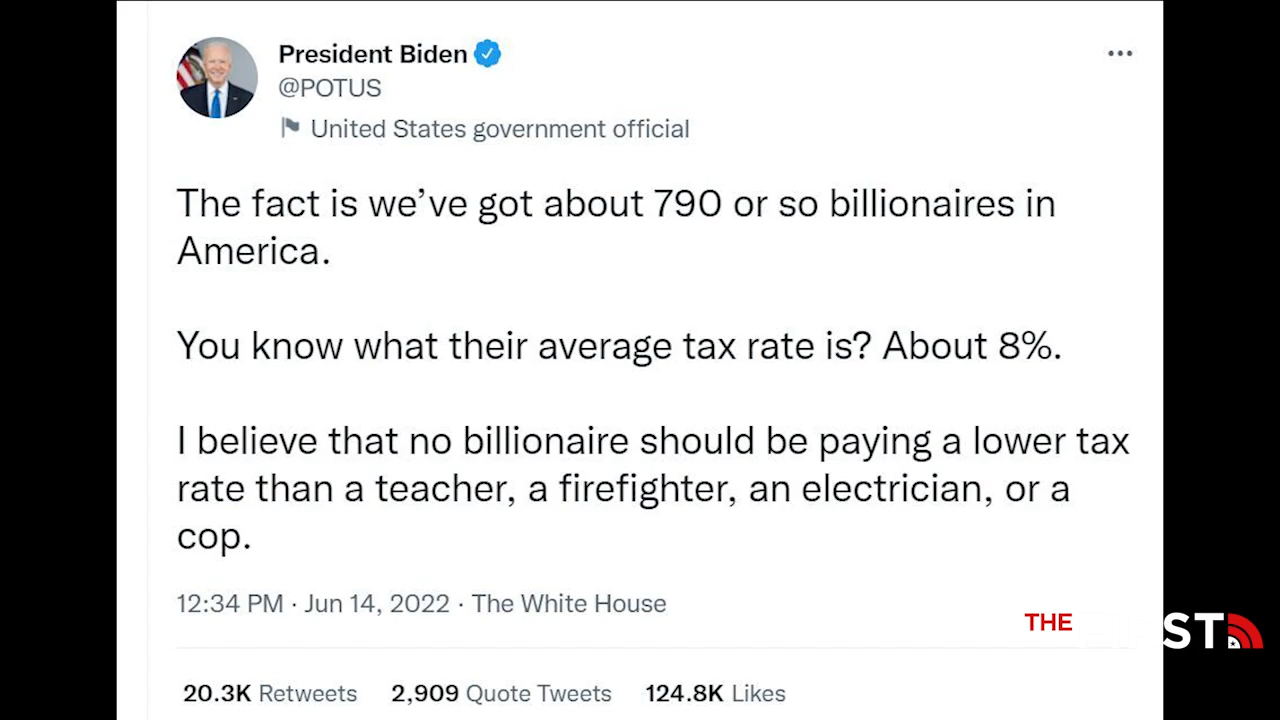 President Biden
@POTUS
United States government official
The fact is we’ve got about 790 or so billionaires in
America.
You know what their average tax rate is? About 8%.
I believe that no billionaire should be paying a lower tax
rate than a teacher, a firefighter, an electrician, or a
cop.
12:34 PM · Jun 14, 2022 · The White House
THE
ST
20.3K Retweets 2,909 Quote Tweets 124.8K Likes